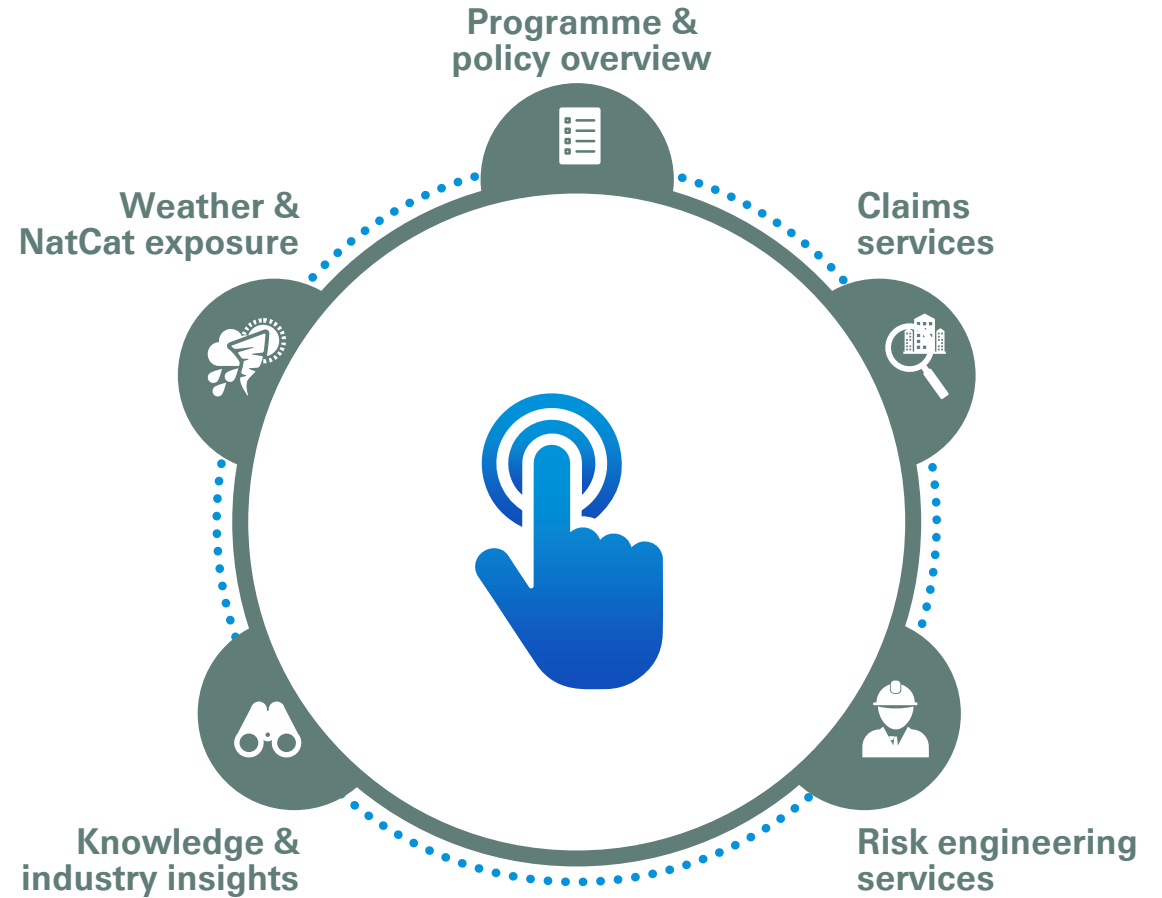 Programme &
policy overview
Weather &
NatCat exposure
Claims
services
Knowledge &
industry insights
Risk engineering
services